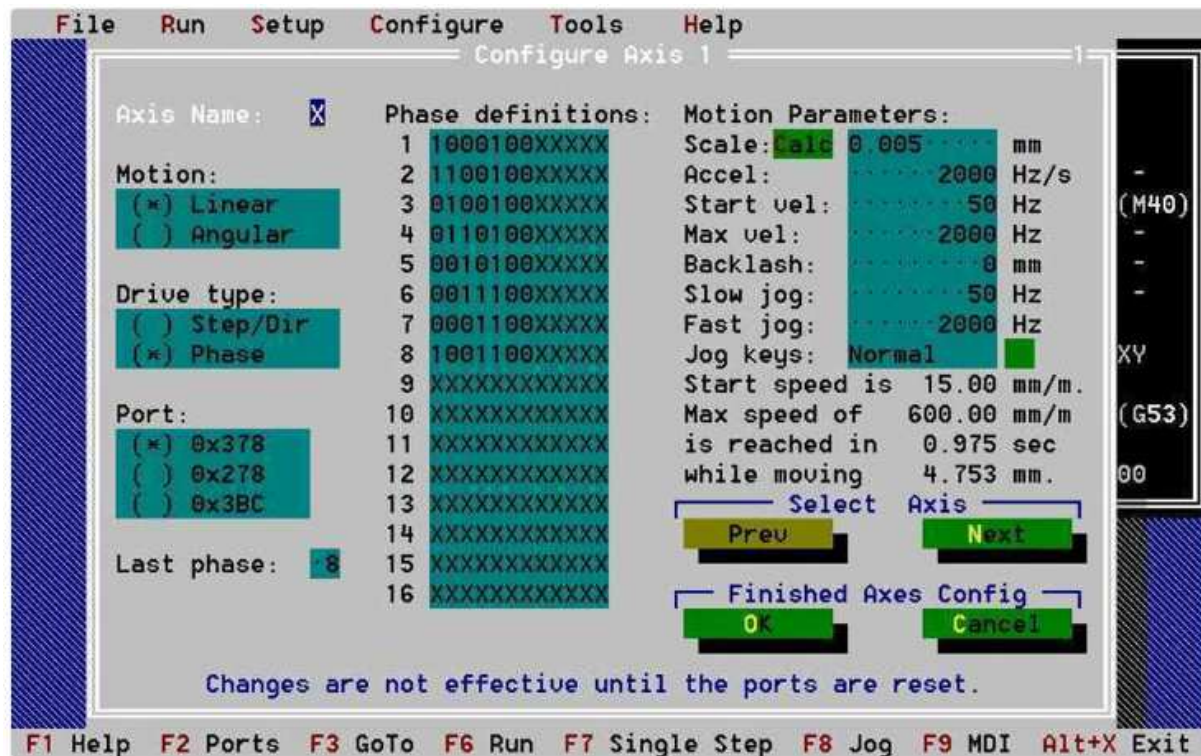 File Run Setup Configure Tools Help
Configure Axis 1 1
Axis Name: X
Motion:
(*) Linear
( ) Angular
Drive type:
( ) Step/Dir
(*) Phase
Port:
(*) 0x378
( ) 0x278
( ) 0x3BC
Last phase: 8
Phase definitions:
1 1000100XXXXX
2 1100100XXXXX
3 0100100XXXXX
4 0110100XXXXX
5 0010100XXXXX
6 0011100XXXXX
7 0001100XXXXX
8 1001100XXXXX
9 XXXXXXXXXXXX
10 XXXXXXXXXXXX
11 XXXXXXXXXXXX
12 XXXXXXXXXXXX
13 XXXXXXXXXXXX
14 XXXXXXXXXXXX
15 XXXXXXXXXXXX
16 XXXXXXXXXXXX
Motion Parameters:
Scale: Calc 0.005 mm
Accel: 2000 Hz/s
Start vel: 50 Hz
Max vel: 2000 Hz
Backlash: 0 mm
Slow jog: 50 Hz
Fast jog: 2000 Hz
Jog keys: Normal
Start speed is 15.00 mm/m.
Max speed of 600.00 mm/m
is reached in 0.975 sec
while moving 4.753 mm.
Select Axis
Prev Next
Finished Axes Config
OK Cancel
Changes are not effective until the ports are reset.
-
(M40)
-
-
-
XY
(G53)
00
F1 Help F2 Ports F3 GoTo F6 Run F7 Single Step F8 Jog F9 MDI Alt+X Exit